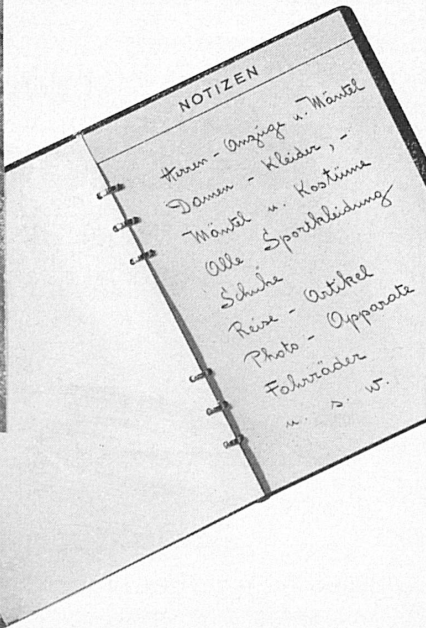 NOTIZEN
Herren - Anzüge u. Mäntel
Damen - Kleider, -
Mäntel u. Kostüme
Alle Sportkleidung
Schuhe
Reise - Artikel
Photo - Apparate
Fahrräder
u. s. w.